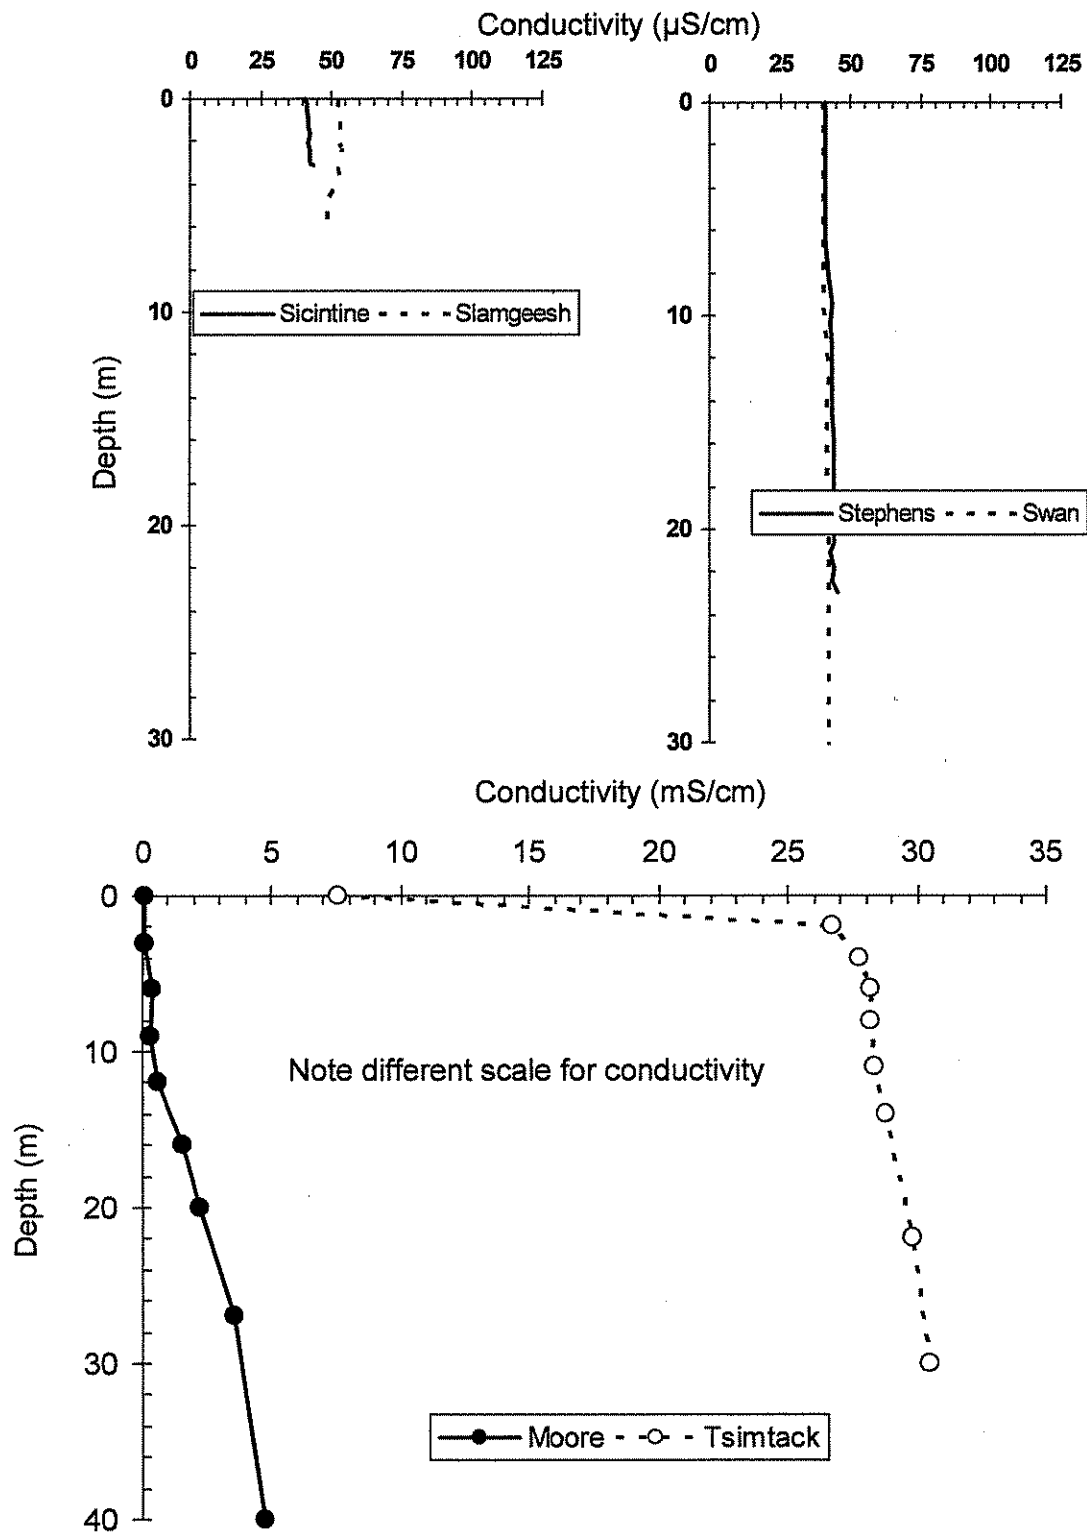 Conductivity (µS/cm)
0 25 50 75 100 125
0 25 50 75 100 125
0
10
20
30
Depth (m)
Sicintine Slamgeesh
0
10
20
30
Stephens Swan
Conductivity (mS/cm)
0 5 10 15 20 25 30 35
0
10
20
30
40
Depth (m)
Note different scale for conductivity
Moore Tsimtack